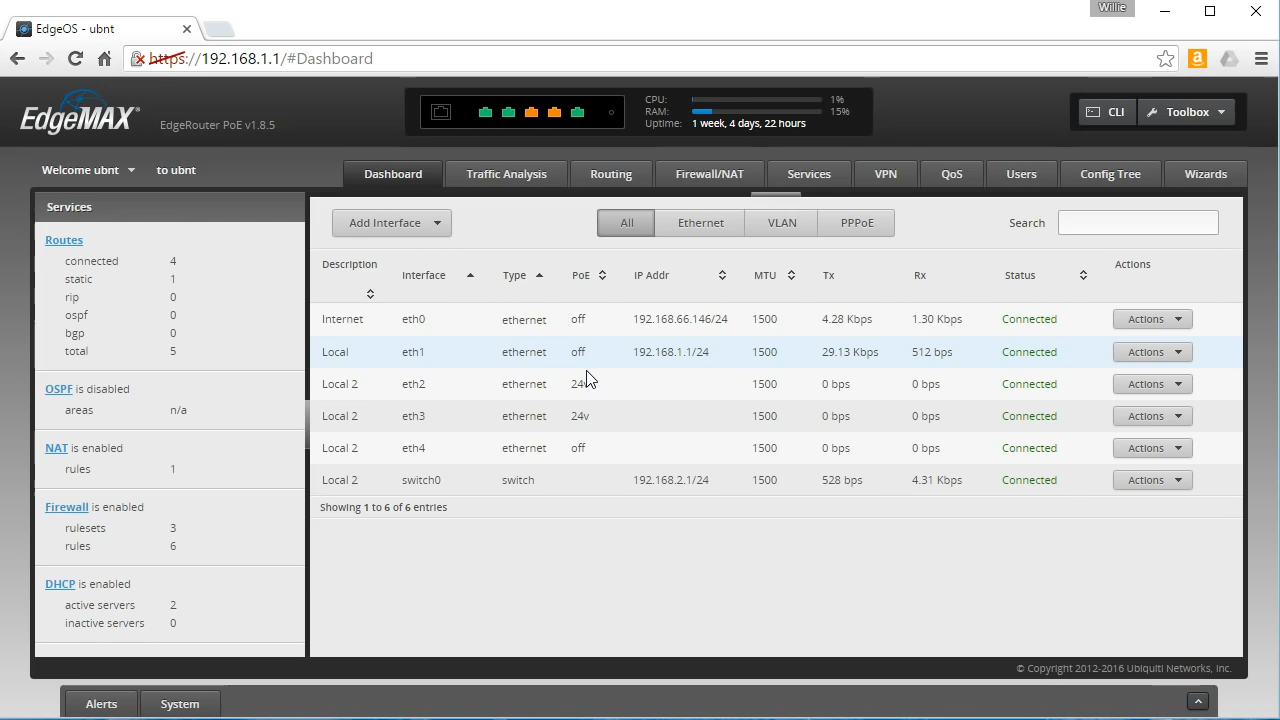 Willie
EdgeOS - ubnt
https://192.168.1.1/#Dashboard
EdgeMAX®
EdgeRouter PoE v1.8.5
CPU: 1%
RAM: 15%
Uptime: 1 week, 4 days, 22 hours
CLI Toolbox
Welcome ubnt to ubnt
Dashboard Traffic Analysis Routing Firewall/NAT Services VPN QoS Users Config Tree Wizards
Services
Routes
connected 4
static 1
rip 0
ospf 0
bgp 0
total 5
OSPF is disabled
areas n/a
NAT is enabled
rules 1
Firewall is enabled
rulesets 3
rules 6
DHCP is enabled
active servers 2
inactive servers 0
Add Interface All Ethernet VLAN PPPoE Search
Description Interface Type PoE IP Addr MTU Tx Rx Status Actions
Internet eth0 ethernet off 192.168.66.146/24 1500 4.28 Kbps 1.30 Kbps Connected Actions
Local eth1 ethernet off 192.168.1.1/24 1500 29.13 Kbps 512 bps Connected Actions
Local 2 eth2 ethernet 24v 1500 0 bps 0 bps Connected Actions
Local 2 eth3 ethernet 24v 1500 0 bps 0 bps Connected Actions
Local 2 eth4 ethernet off 1500 0 bps 0 bps Connected Actions
Local 2 switch0 switch 192.168.2.1/24 1500 528 bps 4.31 Kbps Connected Actions
Showing 1 to 6 of 6 entries
© Copyright 2012-2016 Ubiquiti Networks, Inc.
Alerts System